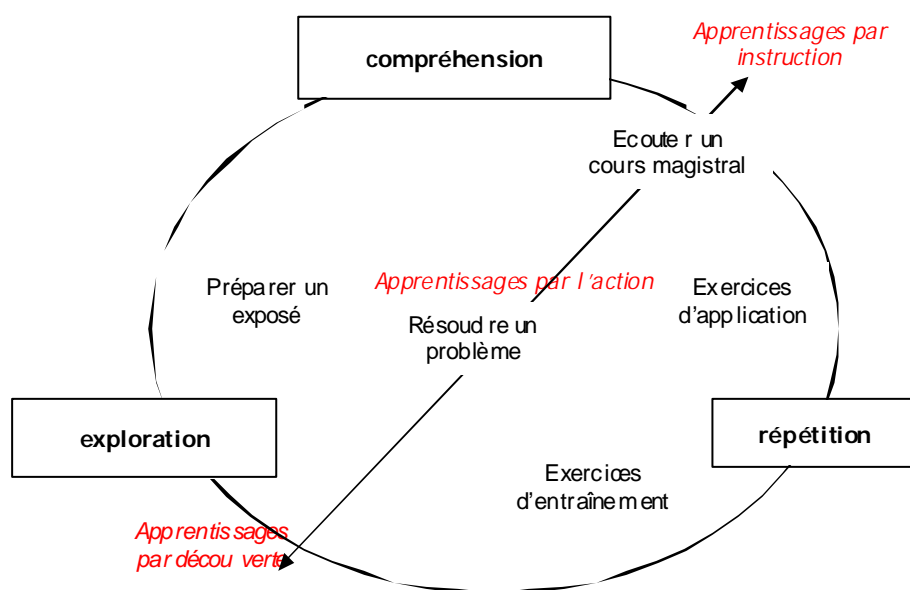 Apprentissages par
instruction
compréhension
Ecouter un
cours magistral
Préparer un
exposé
Apprentissages par l'action
Résoudre un
problème
Exercices
d'application
exploration
répétition
Exercices
d'entraînement
Apprentissages
par découverte